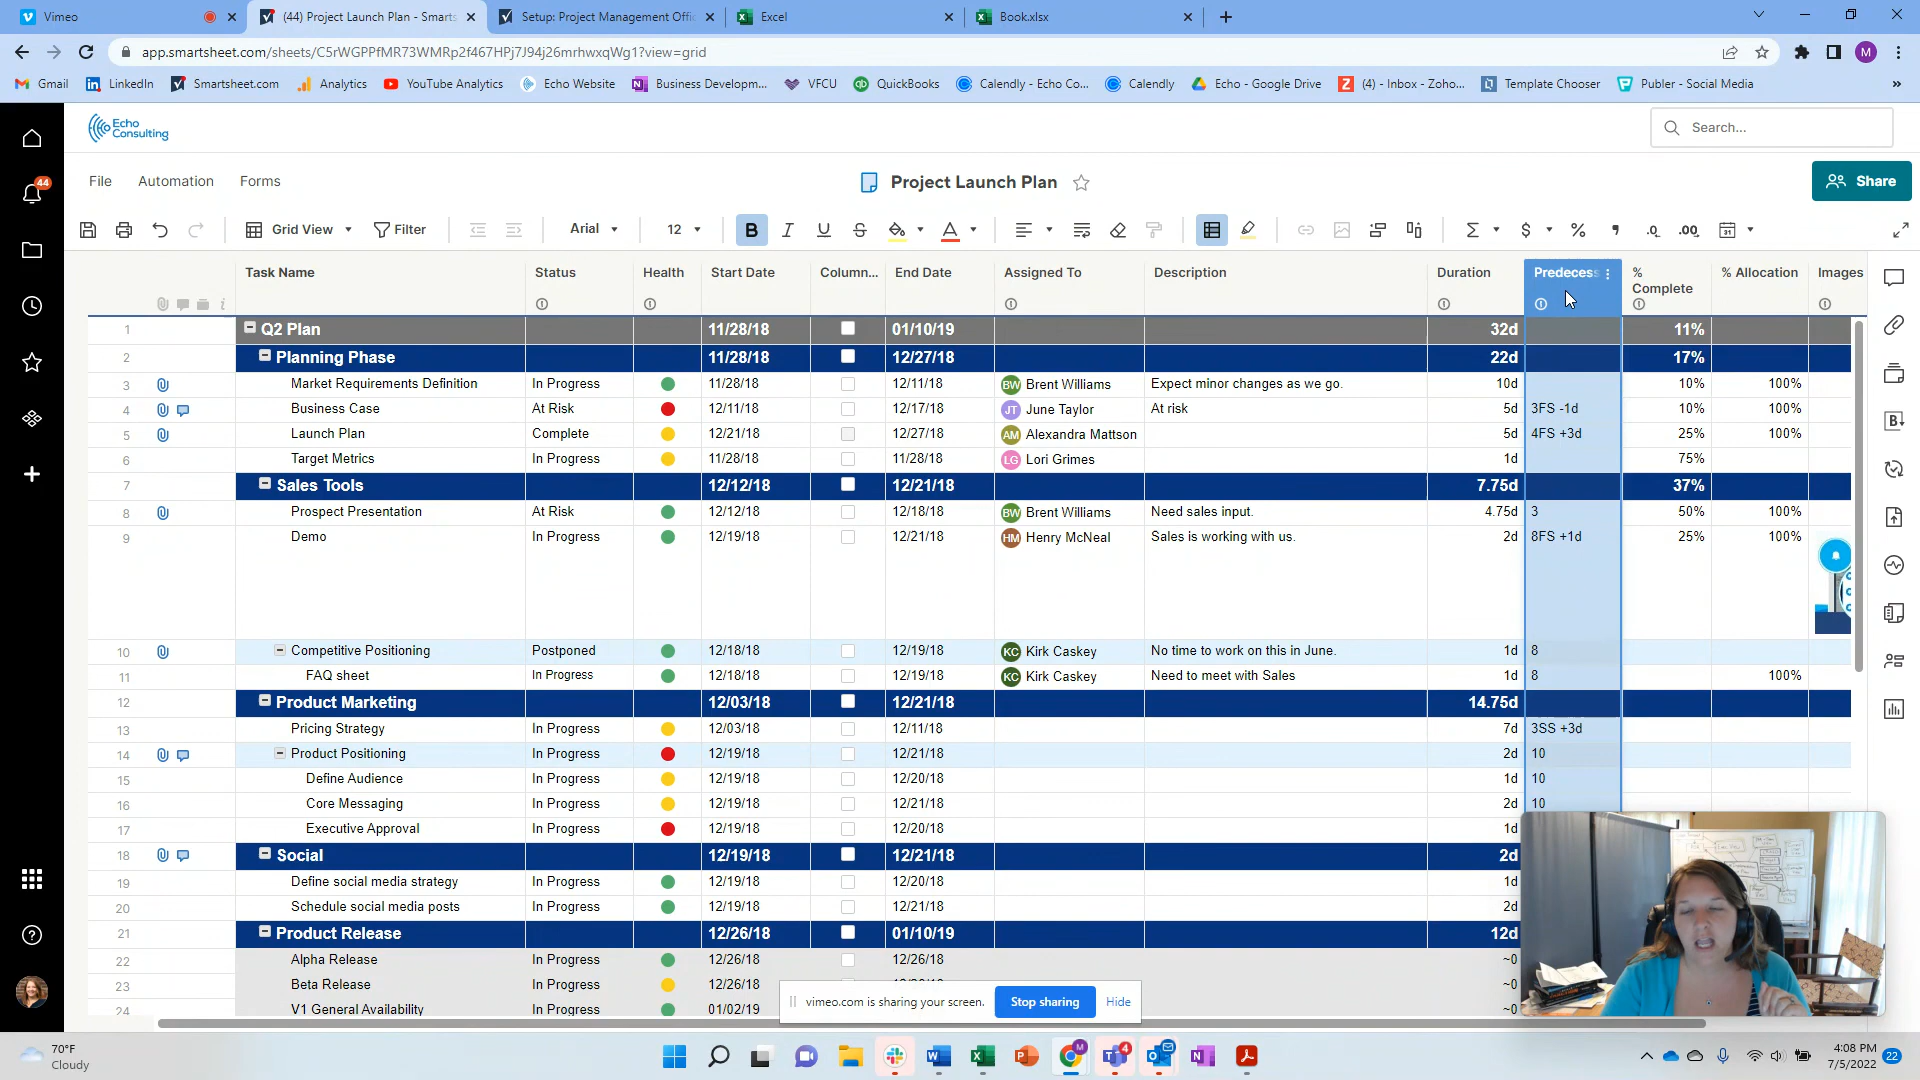 Vimeo
(44) Project Launch Plan - Smarts
Setup: Project Management Offi
Excel
Book.xlsx
app.smartsheet.com/sheets/C5rWGPPfMR73WMRp2f467HPj7J94j26mrhwxqWg1?view=grid
M
Gmail
LinkedIn
Smartsheet.com
Analytics
YouTube Analytics
Echo Website
Business Developm...
VFCU
QuickBooks
Calendly - Echo Co...
Calendly
Echo - Google Drive
(4) - Inbox - Zoho...
Template Chooser
Publer - Social Media
Echo Consulting
Search...
44
File Automation Forms
Project Launch Plan
Share
Grid View Filter Arial 12 B I U S A
Task Name Status Health Start Date Column... End Date Assigned To Description Duration Predecess % Complete % Allocation Images
1 Q2 Plan 11/28/18 01/10/19 32d 11%
2 Planning Phase 11/28/18 12/27/18 22d 17%
3 Market Requirements Definition In Progress 11/28/18 12/11/18 BW Brent Williams Expect minor changes as we go. 10d 10% 100%
4 Business Case At Risk 12/11/18 12/17/18 JT June Taylor At risk 5d 3FS -1d 10% 100%
5 Launch Plan Complete 12/21/18 12/27/18 AM Alexandra Mattson 5d 4FS +3d 25% 100%
6 Target Metrics In Progress 11/28/18 11/28/18 LG Lori Grimes 1d 75%
7 Sales Tools 12/12/18 12/21/18 7.75d 37%
8 Prospect Presentation At Risk 12/12/18 12/18/18 BW Brent Williams Need sales input. 4.75d 3 50% 100%
9 Demo In Progress 12/19/18 12/21/18 HM Henry McNeal Sales is working with us. 2d 8FS +1d 25% 100%
10 Competitive Positioning Postponed 12/18/18 12/19/18 KC Kirk Caskey No time to work on this in June. 1d 8
11 FAQ sheet In Progress 12/18/18 12/19/18 KC Kirk Caskey Need to meet with Sales 1d 8 100%
12 Product Marketing 12/03/18 12/21/18 14.75d
13 Pricing Strategy In Progress 12/03/18 12/11/18 7d 3SS +3d
14 Product Positioning In Progress 12/19/18 12/21/18 2d 10
15 Define Audience In Progress 12/19/18 12/20/18 1d 10
16 Core Messaging In Progress 12/19/18 12/21/18 2d 10
17 Executive Approval In Progress 12/19/18 12/20/18 1d
18 Social 12/19/18 12/21/18 2d
19 Define social media strategy In Progress 12/19/18 12/20/18 1d
20 Schedule social media posts In Progress 12/19/18 12/21/18 2d
21 Product Release 12/26/18 01/10/19 12d
22 Alpha Release In Progress 12/26/18 12/26/18 ~0
23 Beta Release In Progress 12/26/18 ~0
24 V1 General Availability In Progress 01/02/19 ~0
vimeo.com is sharing your screen. Stop sharing Hide
70°F
Cloudy
4:08 PM
7/5/2022
22